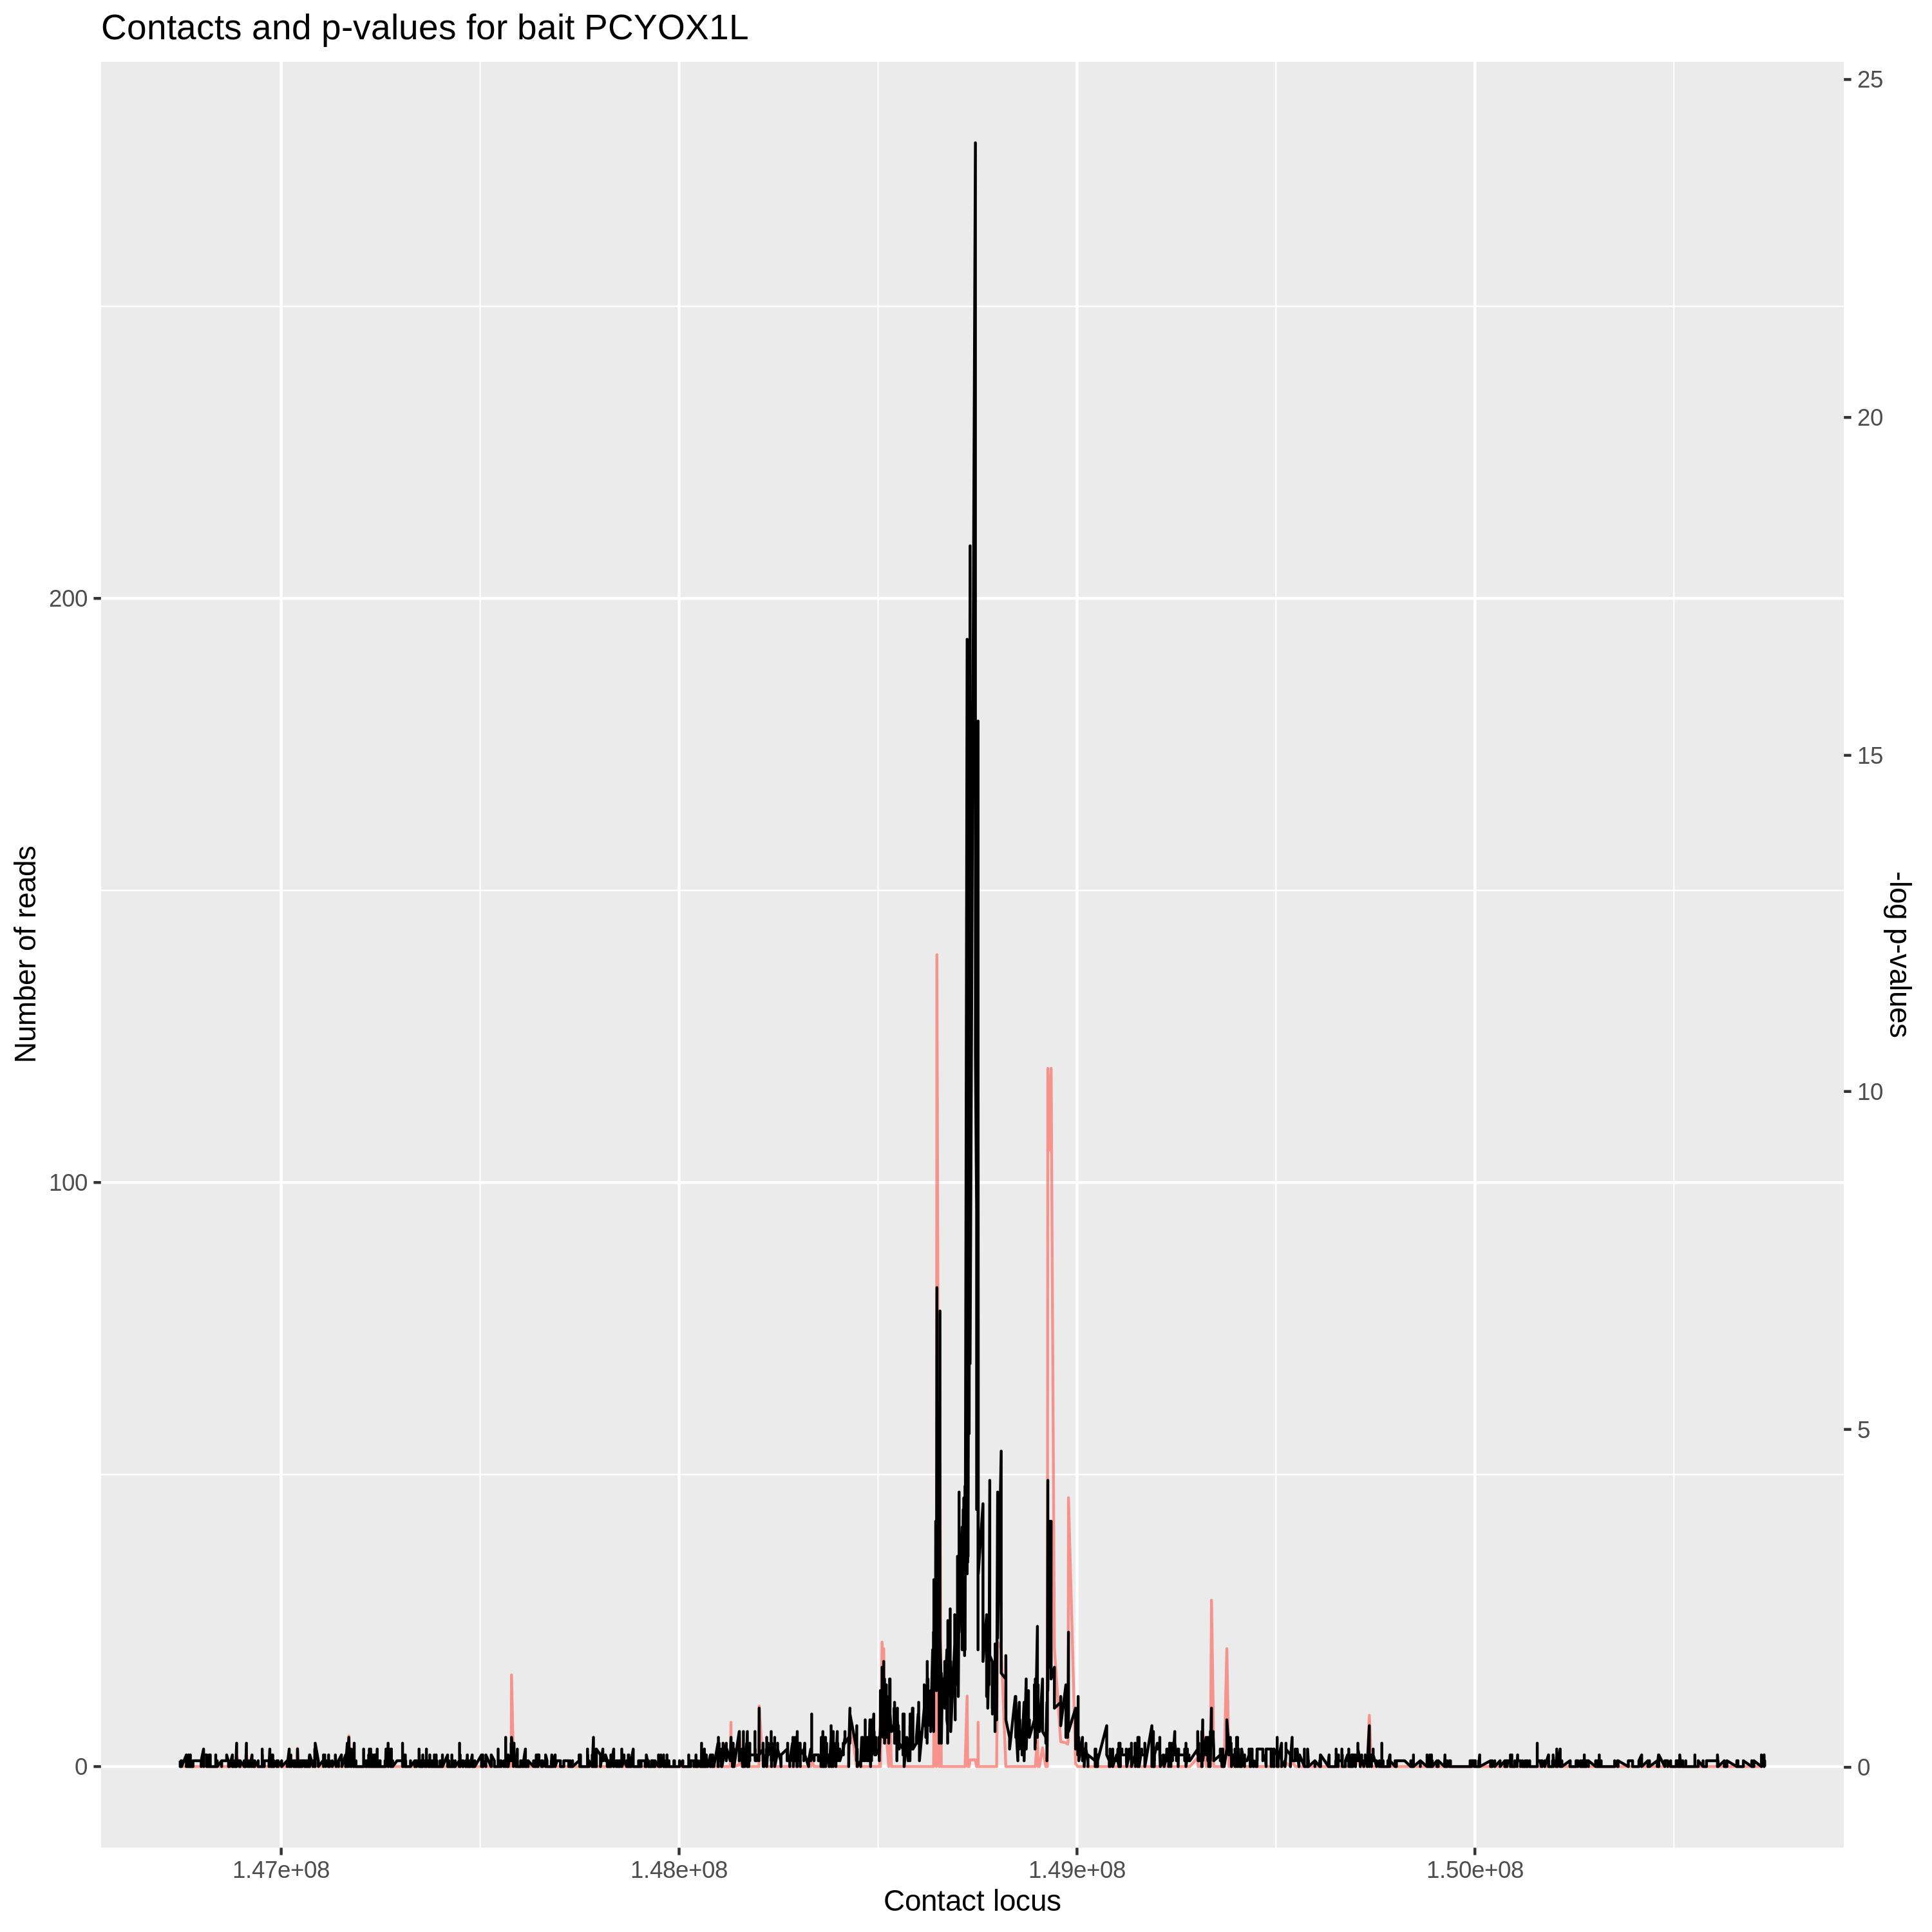 Contacts and p-values for bait PCYOX1L
25
20
200
15
Number of reads
-log p-values
10
100
5
0
0
1.47e+08
1.48e+08
1.49e+08
1.50e+08
Contact locus